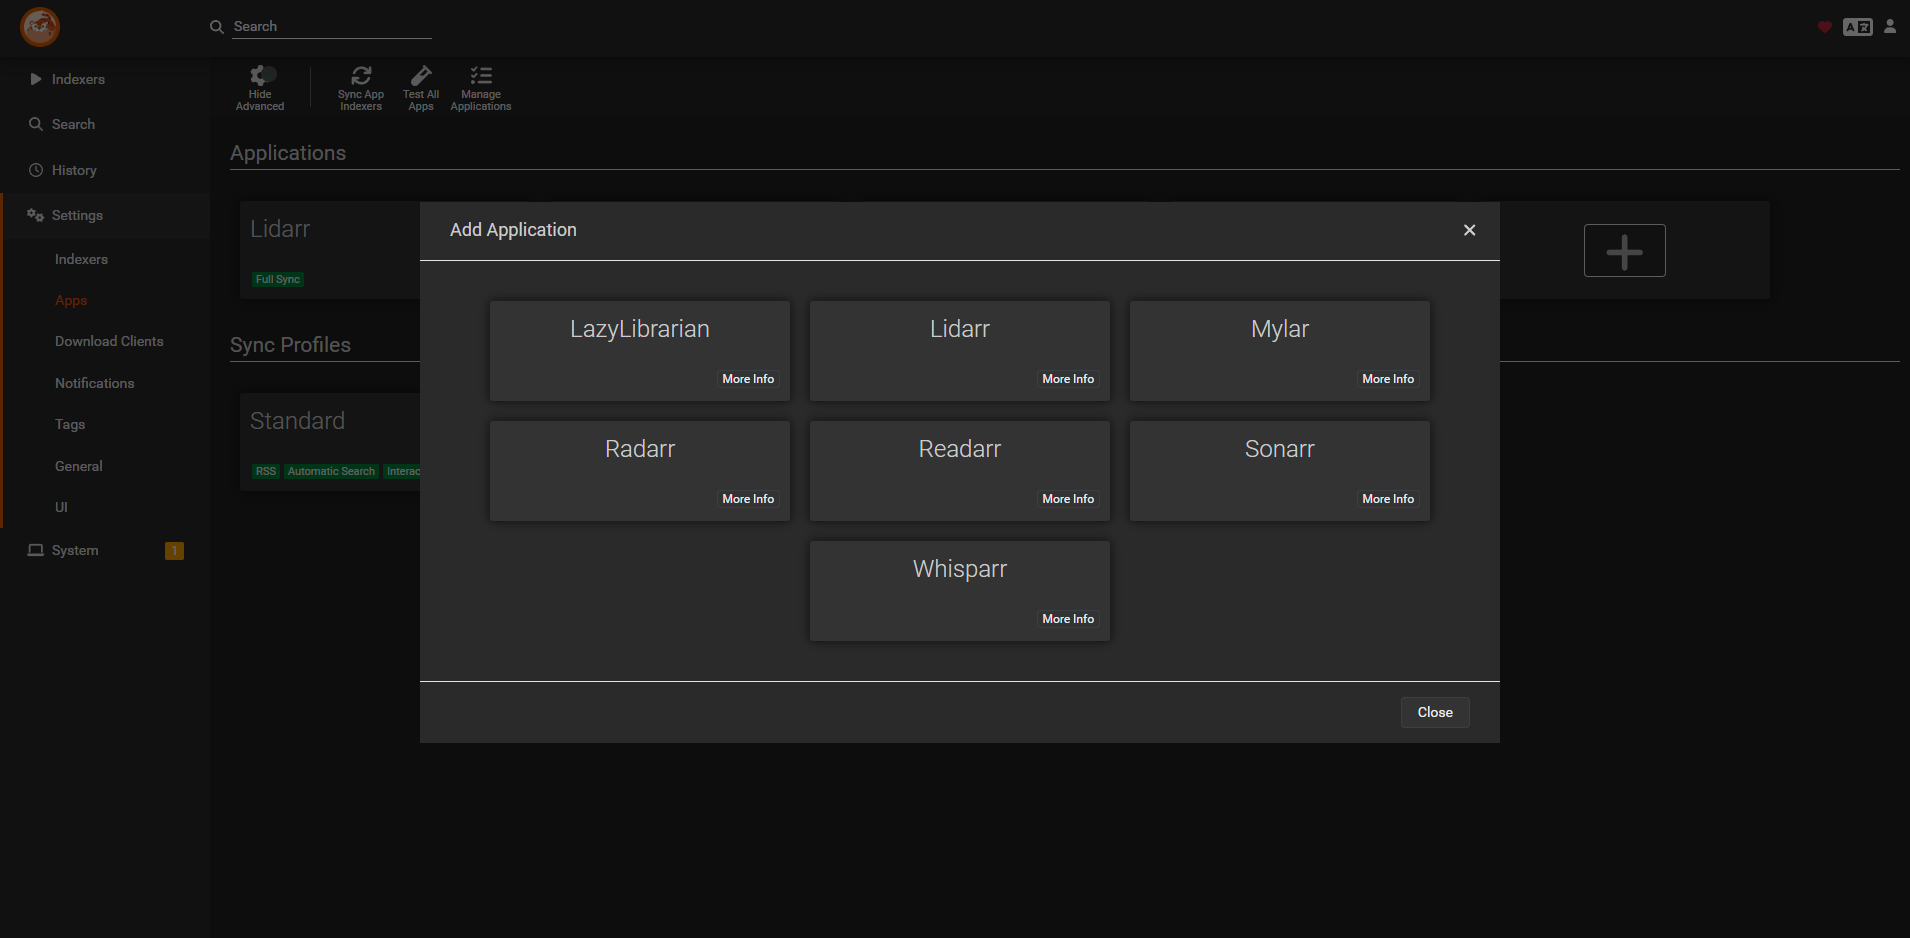 Search
Indexers
Search
History
Settings
Indexers
Apps
Download Clients
Notifications
Tags
General
UI
System
1
Hide
Advanced
Sync App
Indexers
Test All
Apps
Manage
Applications
Applications
Lidarr
Full Sync
Sync Profiles
Standard
RSS
Automatic Search
Interac
Add Application
LazyLibrarian
More Info
Lidarr
More Info
Mylar
More Info
Radarr
More Info
Readarr
More Info
Sonarr
More Info
Whisparr
More Info
Close